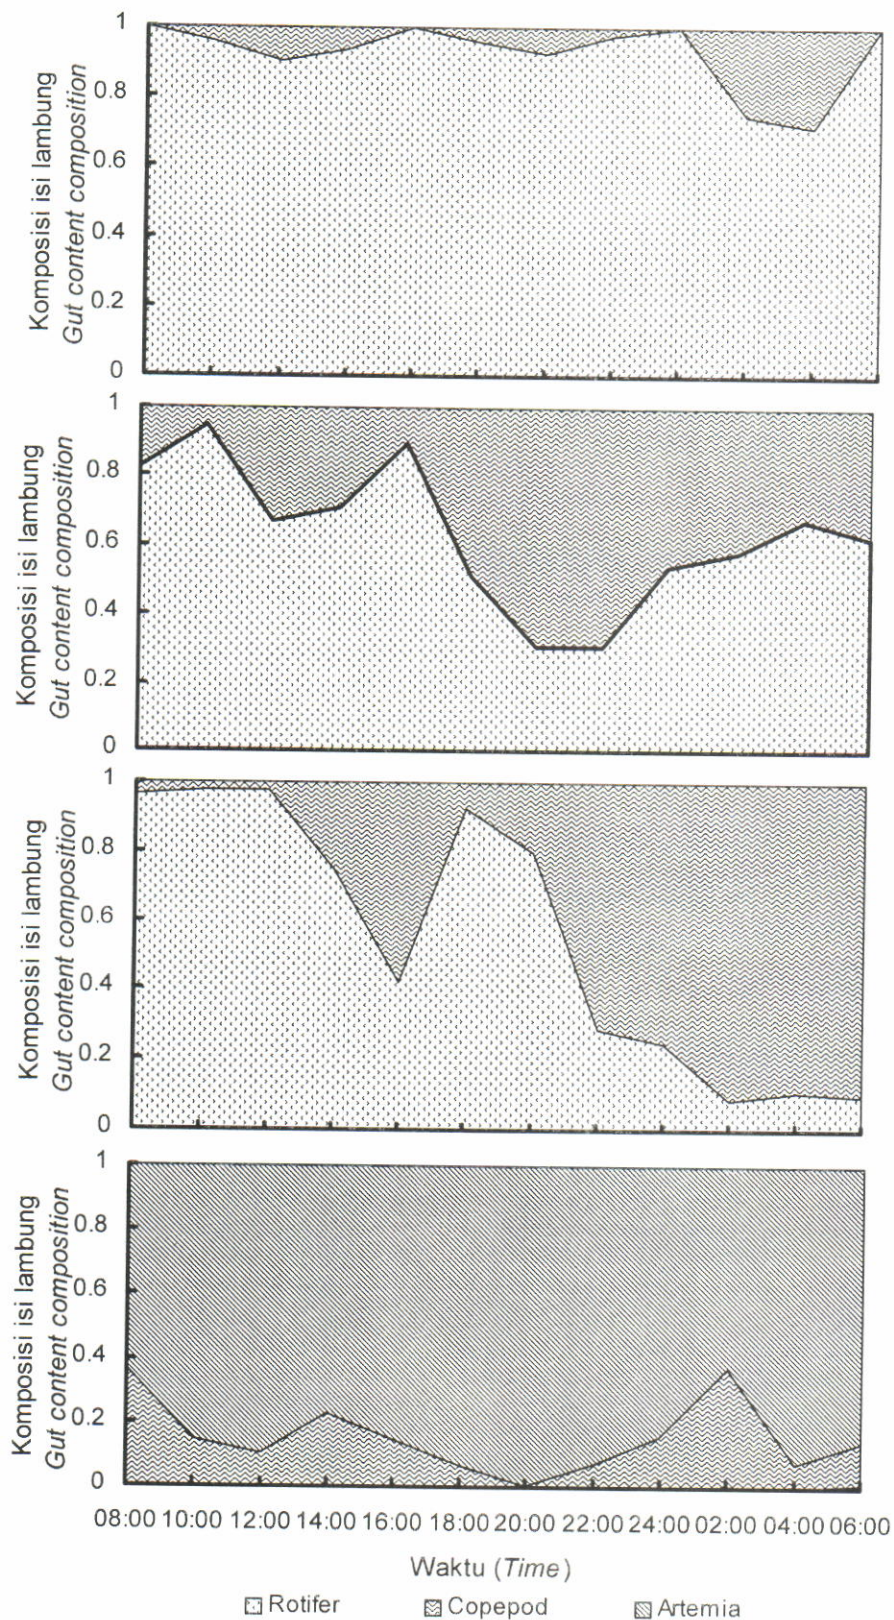 Komposisi isi lambung
Gut content composition
1
0.8
0.6
0.4
0.2
0
Komposisi isi lambung
Gut content composition
1
0.8
0.6
0.4
0.2
0
Komposisi isi lambung
Gut content composition
1
0.8
0.6
0.4
0.2
0
Komposisi isi lambung
Gut content composition
1
0.8
0.6
0.4
0.2
0
08:00 10:00 12:00 14:00 16:00 18:00 20:00 22:00 24:00 02:00 04:00 06:00
Waktu (Time)
Rotifer Copepod Artemia